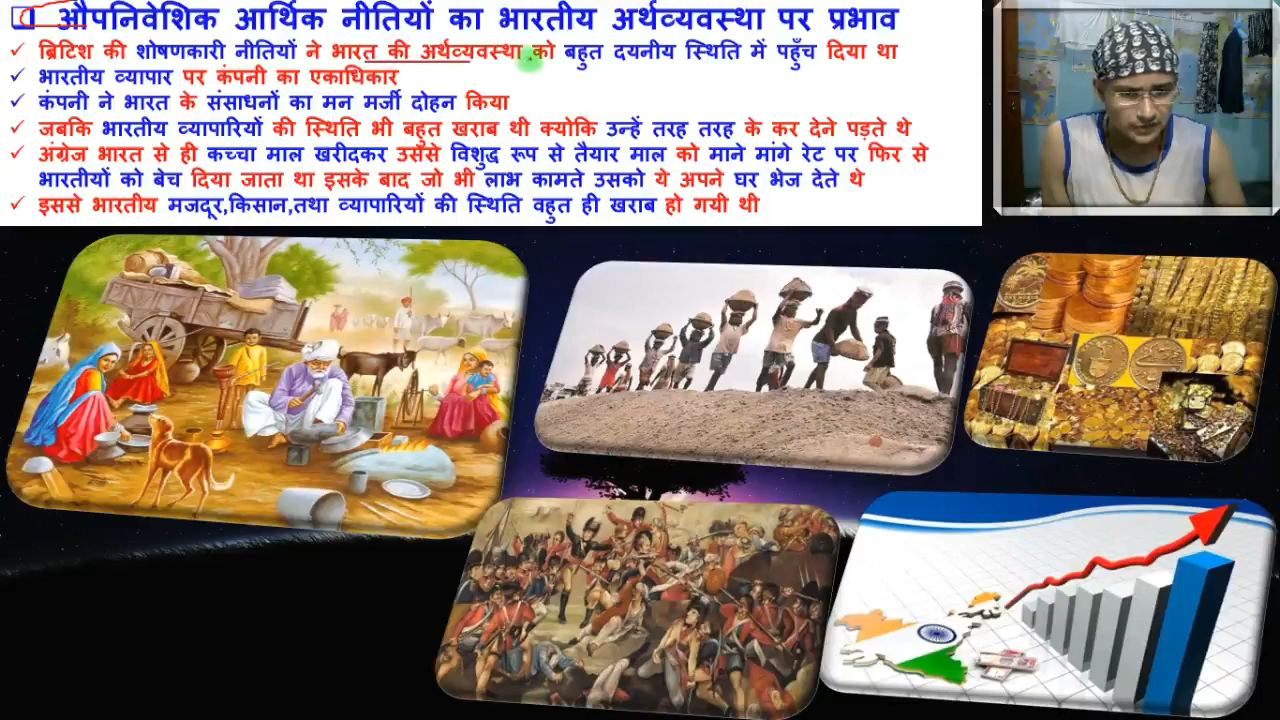 औपनिवेशिक आर्थिक नीतियों का भारतीय अर्थव्यवस्था पर प्रभाव
ब्रिटिश की शोषणकारी नीतियों ने भारत की अर्थव्यवस्था को बहुत दयनीय स्थिति में पहुँच दिया था
भारतीय व्यापार पर कंपनी का एकाधिकार
कंपनी ने भारत के संसाधनों का मन मर्जी दोहन किया
जबकि भारतीय व्यापारियों की स्थिति भी बहुत खराब थी क्योकि उन्हें तरह तरह के कर देने पड़ते थे
अंग्रेज भारत से ही कच्चा माल खरीदकर उससे विशुद्ध रूप से तैयार माल को माने मांगे रेट पर फिर से
भारतीयों को बेच दिया जाता था इसके बाद जो भी लाभ कामते उसको ये अपने घर भेज देते थे
इससे भारतीय मजदूर,किसान,तथा व्यापारियों की स्थिति वहुत ही खराब हो गयी थी